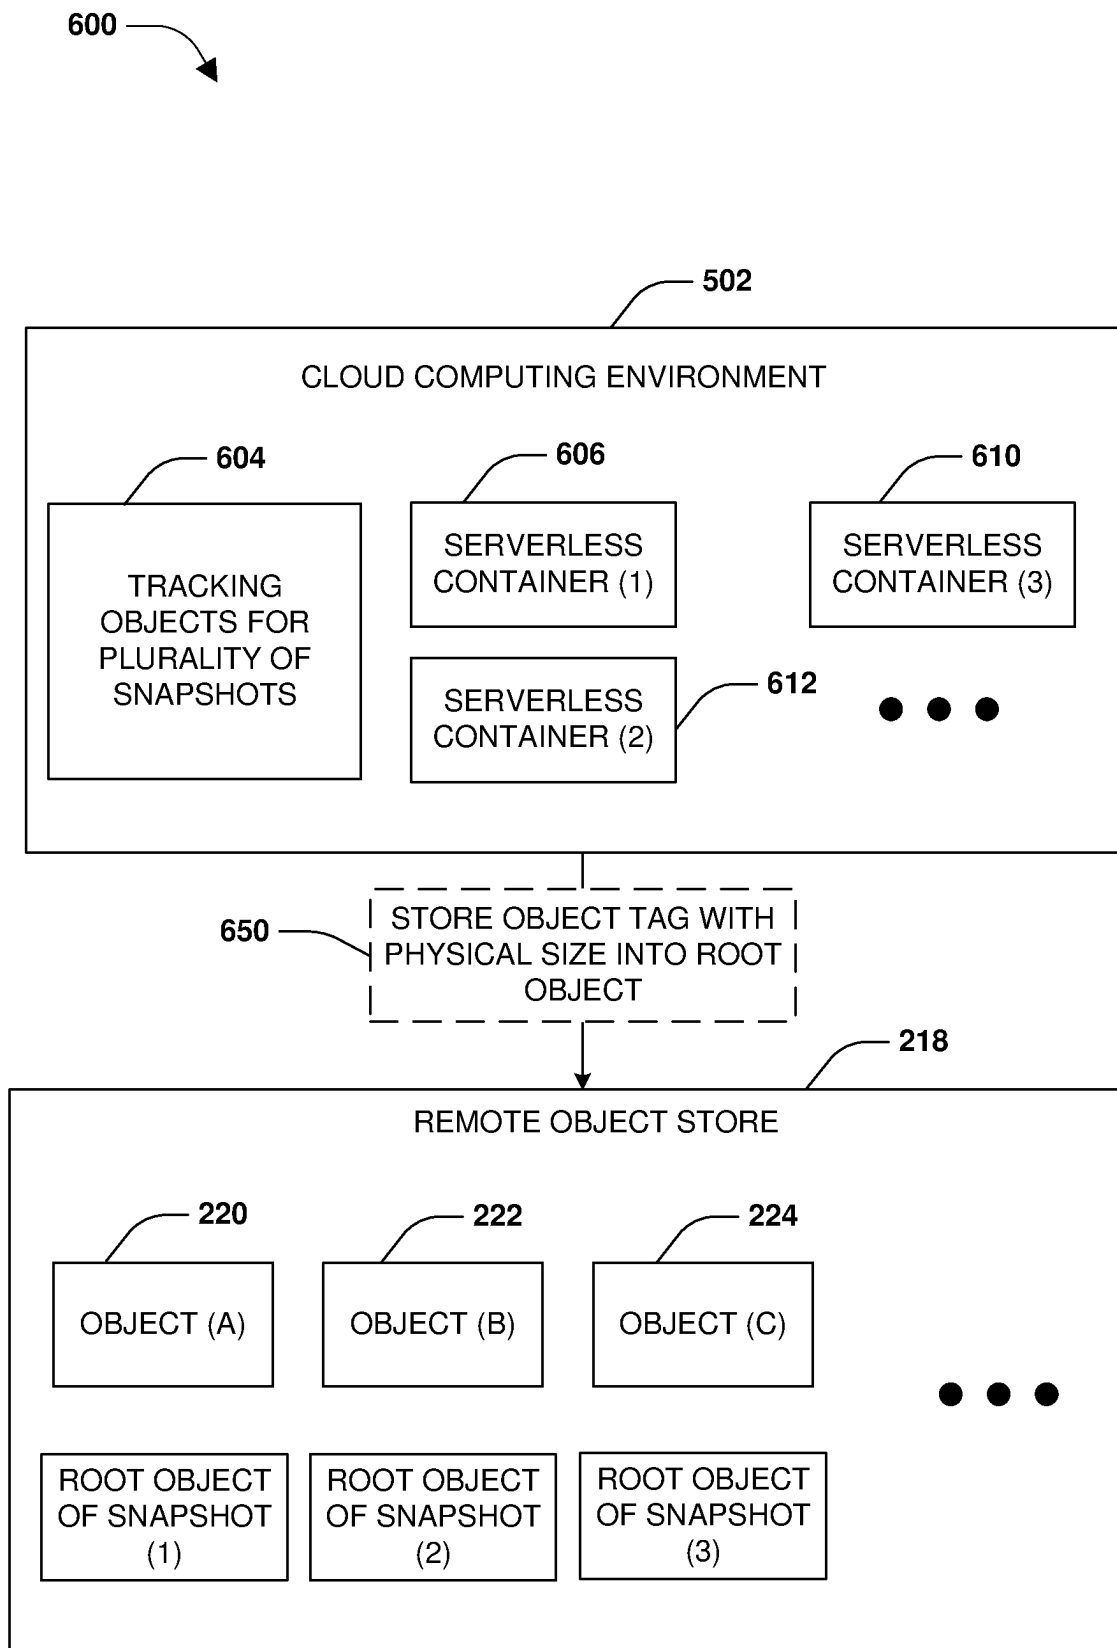 600
502
CLOUD COMPUTING ENVIRONMENT
604
606
610
TRACKING
OBJECTS FOR
PLURALITY OF
SNAPSHOTS
SERVERLESS
CONTAINER (1)
SERVERLESS
CONTAINER (3)
SERVERLESS
CONTAINER (2)
612
650
STORE OBJECT TAG WITH
PHYSICAL SIZE INTO ROOT
OBJECT
218
REMOTE OBJECT STORE
220
222
224
OBJECT (A)
OBJECT (B)
OBJECT (C)
ROOT OBJECT
OF SNAPSHOT
(1)
ROOT OBJECT
OF SNAPSHOT
(2)
ROOT OBJECT
OF SNAPSHOT
(3)